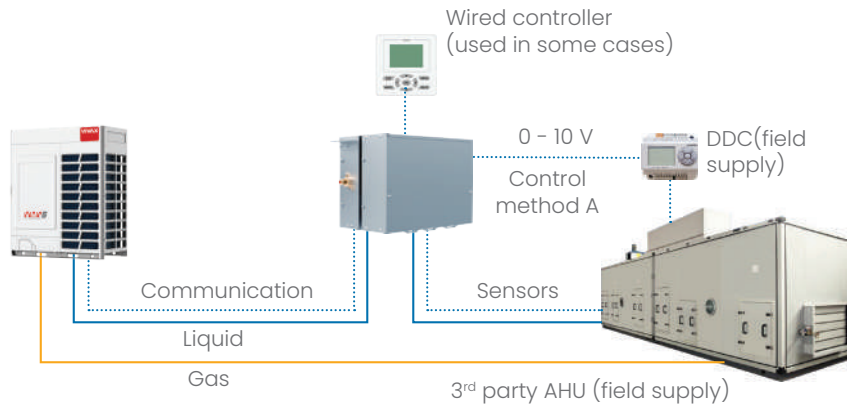 Wired controller
(used in some cases)
VIVAX
0 - 10 V
DDC(field
supply)
Control
method A
Communication
Sensors
Liquid
Gas
3rd party AHU (field supply)